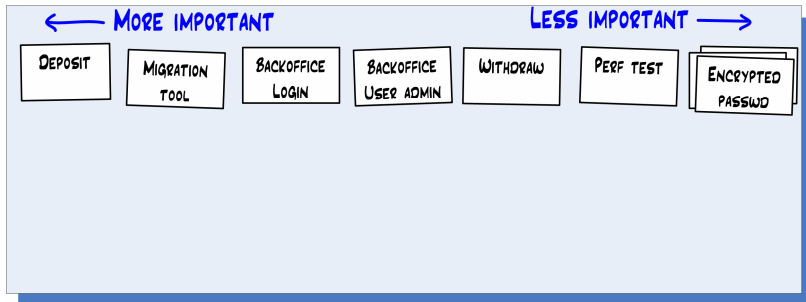 More important
Less important
Deposit
Migration
tool
Backoffice
Login
Backoffice
User admin
Withdraw
Perf test
Encrypted
passwd